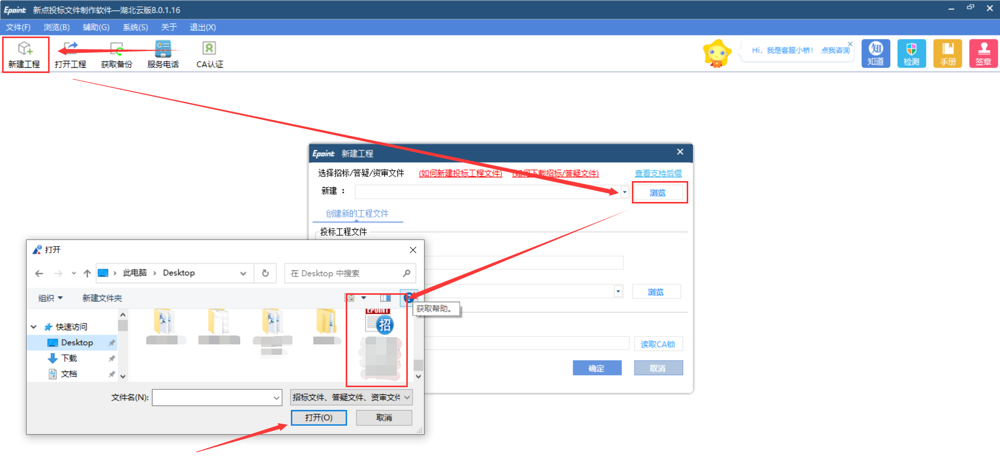 Epoint 新点投标文件制作软件—湖北云版8.0.1.16
文件(F) 浏览(B) 辅助(G) 系统(S) 关于 退出(X)
新建工程 打开工程 获取备份 服务电话 CA认证
Hi，我是客服小桥！ 点我咨询
知 知道
检测
手册
签章
Epoint 新建工程
选择招标/答疑/资审文件 (如何新建投标工程文件) (如何下载招标/答疑文件) 查看支持后缀
新建 ： 浏览
创建新的工程文件
投标工程文件
浏览
读取CA锁
确定 取消
打开
此电脑 Desktop 在 Desktop 中搜索
组织 新建文件夹
获取帮助。
快速访问
Desktop
下载
文档
EPOINT
招
文件名(N): 招标文件、答疑文件、资审文件
打开(O) 取消